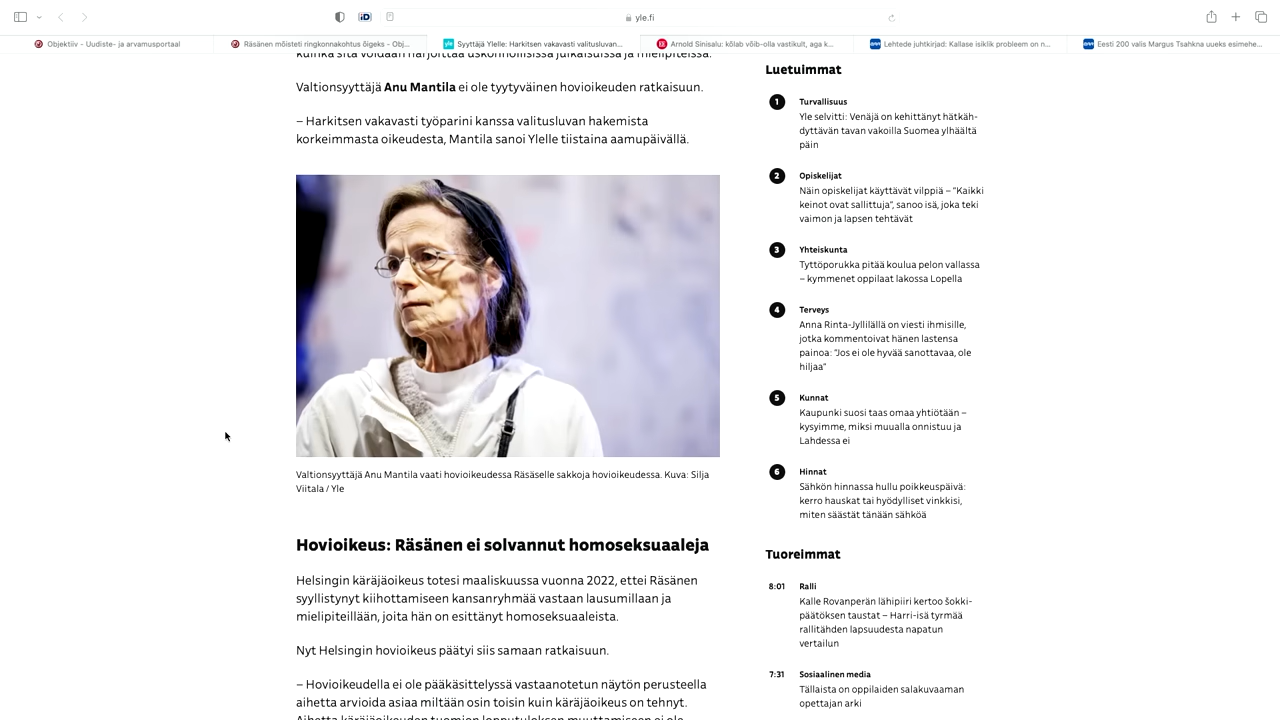 yle.fi
Objektiiv - Uudiste- ja arvamusportaal
Räsänen mõisteti ringkonnakohtus õigeks - Obj...
Syyttäjä Ylelle: Harkitsen vakavasti valitusluvan...
Arnold Sinisalu: kõlab võib-olla vastikult, aga k...
Lehtede juhtkirjad: Kallase isiklik probleem on n...
Eesti 200 valis Margus Tsahkna uueks esimehe...
kuinka sitä voidaan harjoittaa uskonnollisissa julkaisuissa ja mielipiteissä.
Valtionsyyttäjä Anu Mantila ei ole tyytyväinen hovioikeuden ratkaisuun.
– Harkitsen vakavasti työparini kanssa valitusluvan hakemista
korkeimmasta oikeudesta, Mantila sanoi Ylelle tiistaina aamupäivällä.
Valtionsyyttäjä Anu Mantila vaati hovioikeudessa Räsäselle sakkoja hovioikeudessa. Kuva: Silja
Viitala / Yle
Hovioikeus: Räsänen ei solvannut homoseksuaaleja
Helsingin käräjäoikeus totesi maaliskuussa vuonna 2022, ettei Räsänen
syyllistynyt kiihottamiseen kansanryhmää vastaan lausumillaan ja
mielipiteillään, joita hän on esittänyt homoseksuaaleista.
Nyt Helsingin hovioikeus päätyi siis samaan ratkaisuun.
– Hovioikeudella ei ole pääkäsittelyssä vastaanotetun näytön perusteella
aihetta arvioida asiaa miltään osin toisin kuin käräjäoikeus on tehnyt.
Aihetta käräjäoikeuden tuomion lopputuloksen muuttamiseen ei ole
Luetuimmat
1 Turvallisuus
Yle selvitti: Venäjä on kehittänyt hätkäh-
dyttävän tavan vakoilla Suomea ylhäältä
päin
2 Opiskelijat
Näin opiskelijat käyttävät vilppiä – "Kaikki
keinot ovat sallittuja", sanoo isä, joka teki
vaimon ja lapsen tehtävät
3 Yhteiskunta
Tyttöporukka pitää koulua pelon vallassa
– kymmenet oppilaat lakossa Lopella
4 Terveys
Anna Rinta-Jyllilällä on viesti ihmisille,
jotka kommentoivat hänen lastensa
painoa: "Jos ei ole hyvää sanottavaa, ole
hiljaa"
5 Kunnat
Kaupunki suosi taas omaa yhtiötään –
kysyimme, miksi muualla onnistuu ja
Lahdessa ei
6 Hinnat
Sähkön hinnassa hullu poikkeuspäivä:
kerro hauskat tai hyödylliset vinkkisi,
miten säästät tänään sähköä
Tuoreimmat
8:01 Ralli
Kalle Rovanperän lähipiiri kertoo šokki-
päätöksen taustat – Harri-isä tyrmää
rallitähden lapsuudesta napatun
vertailun
7:31 Sosiaalinen media
Tällaista on oppilaiden salakuvaaman
opettajan arki